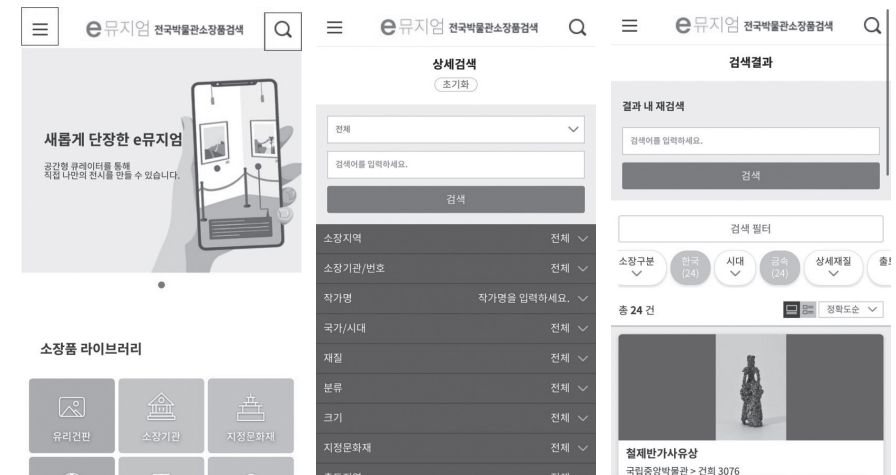 e뮤지엄 전국박물관소장품검색
새롭게 단장한 e뮤지엄
공간형 큐레이터를 통해
직접 나만의 전시를 만들 수 있습니다.
소장품 라이브러리
유리건판
소장기관
지정문화재
e뮤지엄 전국박물관소장품검색
상세검색
초기화
전체
검색어를 입력하세요.
검색
소장지역 전체
소장기관/번호 전체
작가명 작가명을 입력하세요.
국가/시대 전체
재질 전체
분류 전체
크기 전체
지정문화재 전체
e뮤지엄 전국박물관소장품검색
검색결과
결과 내 재검색
검색어를 입력하세요.
검색
검색 필터
소장구분 한국 (24) 시대 금속 (24) 상세재질
총 24 건 정확도순
철제반가사유상
국립중앙박물관 > 건희 3076